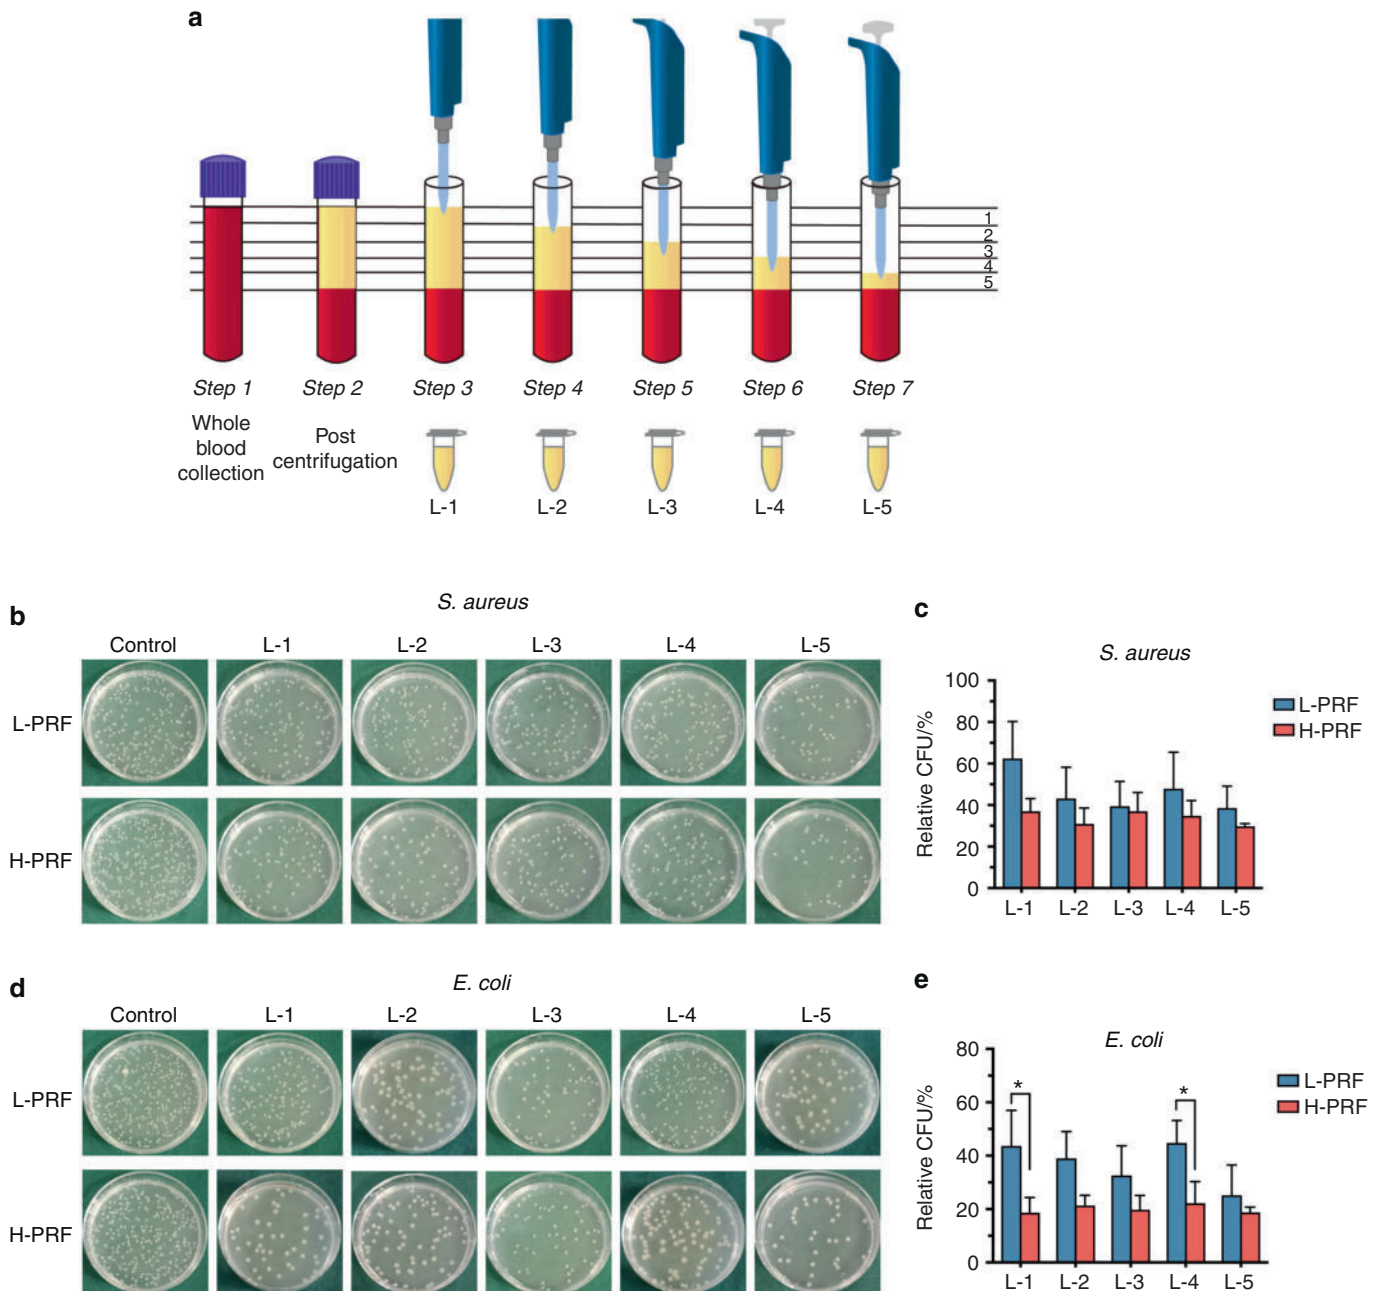 a
1
2
3
4
5
Step 1 Step 2 Step 3 Step 4 Step 5 Step 6 Step 7
Whole
blood
collection
Post
centrifugation
L-1 L-2 L-3 L-4 L-5
b
S. aureus
Control L-1 L-2 L-3 L-4 L-5
L-PRF
H-PRF
c
S. aureus
Relative CFU/%
100
80
60
40
20
0
L-1 L-2 L-3 L-4 L-5
L-PRF
H-PRF
d
E. coli
Control L-1 L-2 L-3 L-4 L-5
L-PRF
H-PRF
e
E. coli
Relative CFU/%
80
60
40
20
0
* *
L-1 L-2 L-3 L-4 L-5
L-PRF
H-PRF